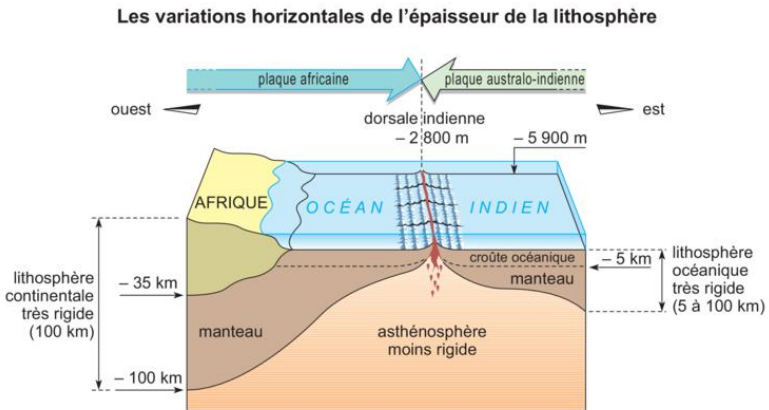 Les variations horizontales de l'épaisseur de la lithosphère
plaque africaine
plaque australo-indienne
ouest
est
dorsale indienne
– 2 800 m
– 5 900 m
AFRIQUE
OCÉAN
INDIEN
croûte océanique
– 5 km
lithosphère
océanique
très rigide
(5 à 100 km)
manteau
lithosphère
continentale
très rigide
(100 km)
– 35 km
manteau
asthénosphère
moins rigide
– 100 km